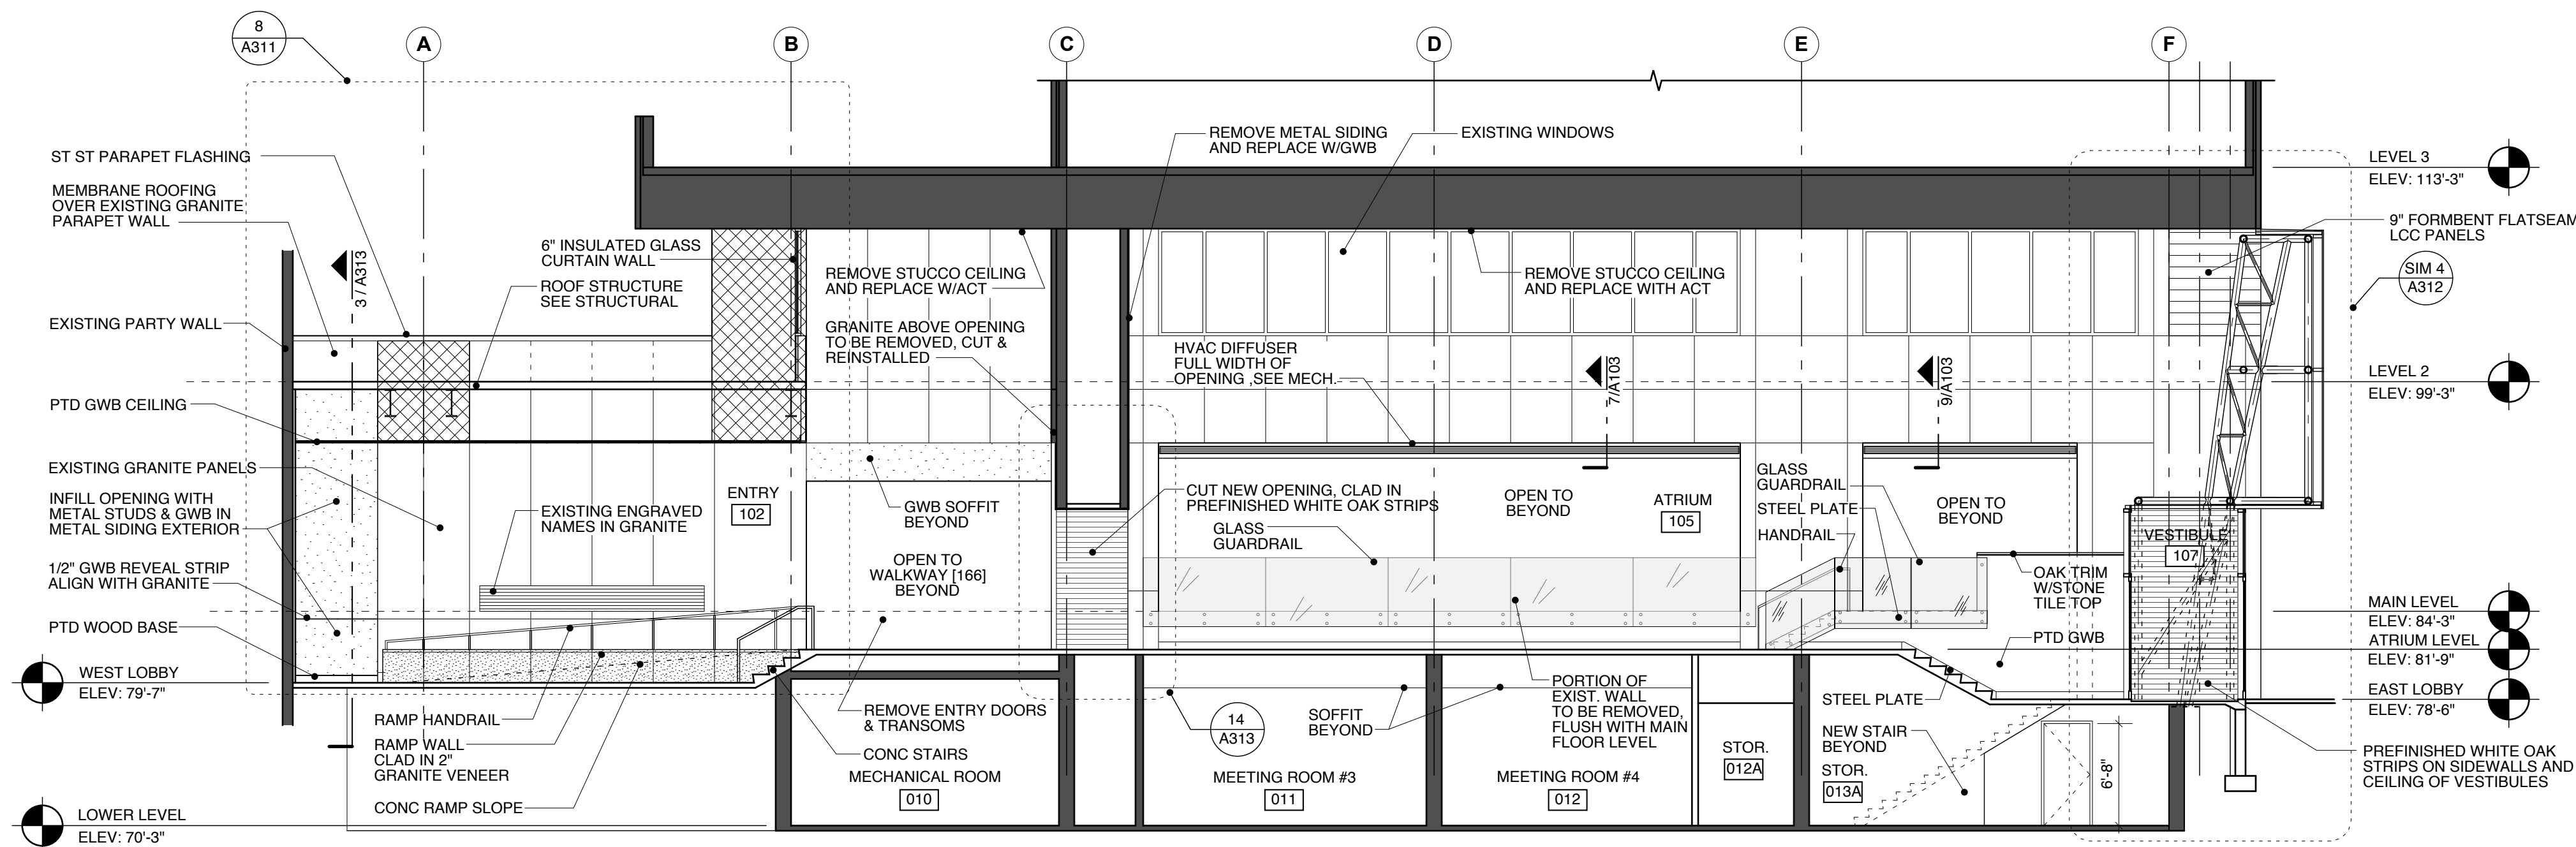 8
A311
A
B
C
D
E
F
ST ST PARAPET FLASHING
MEMBRANE ROOFING
OVER EXISTING GRANITE
PARAPET WALL
3 / A313
EXISTING PARTY WALL
PTD GWB CEILING
EXISTING GRANITE PANELS
INFILL OPENING WITH
METAL STUDS & GWB IN
METAL SIDING EXTERIOR
1/2" GWB REVEAL STRIP
ALIGN WITH GRANITE
PTD WOOD BASE
WEST LOBBY
ELEV: 79'-7"
LOWER LEVEL
ELEV: 70'-3"
6" INSULATED GLASS
CURTAIN WALL
ROOF STRUCTURE
SEE STRUCTURAL
EXISTING ENGRAVED
NAMES IN GRANITE
ENTRY
102
RAMP HANDRAIL
RAMP WALL
CLAD IN 2"
GRANITE VENEER
CONC RAMP SLOPE
REMOVE STUCCO CEILING
AND REPLACE W/ACT
GRANITE ABOVE OPENING
TO BE REMOVED, CUT &
REINSTALLED
GWB SOFFIT
BEYOND
OPEN TO
WALKWAY [166]
BEYOND
REMOVE ENTRY DOORS
& TRANSOMS
CONC STAIRS
MECHANICAL ROOM
010
REMOVE METAL SIDING
AND REPLACE W/GWB
EXISTING WINDOWS
REMOVE STUCCO CEILING
AND REPLACE WITH ACT
HVAC DIFFUSER
FULL WIDTH OF
OPENING ,SEE MECH.
7/A103
9/A103
CUT NEW OPENING, CLAD IN
PREFINISHED WHITE OAK STRIPS
GLASS
GUARDRAIL
OPEN TO
BEYOND
ATRIUM
105
GLASS
GUARDRAIL
STEEL PLATE
HANDRAIL
OPEN TO
BEYOND
OAK TRIM
W/STONE
TILE TOP
PTD GWB
VESTIBULE
107
14
A313
SOFFIT
BEYOND
PORTION OF
EXIST. WALL
TO BE REMOVED,
FLUSH WITH MAIN
FLOOR LEVEL
MEETING ROOM #3
011
MEETING ROOM #4
012
STOR.
012A
STEEL PLATE
NEW STAIR
BEYOND
STOR.
013A
6'-8"
LEVEL 3
ELEV: 113'-3"
9" FORMBENT FLATSEAM
LCC PANELS
SIM 4
A312
LEVEL 2
ELEV: 99'-3"
MAIN LEVEL
ELEV: 84'-3"
ATRIUM LEVEL
ELEV: 81'-9"
EAST LOBBY
ELEV: 78'-6"
PREFINISHED WHITE OAK
STRIPS ON SIDEWALLS AND
CEILING OF VESTIBULES